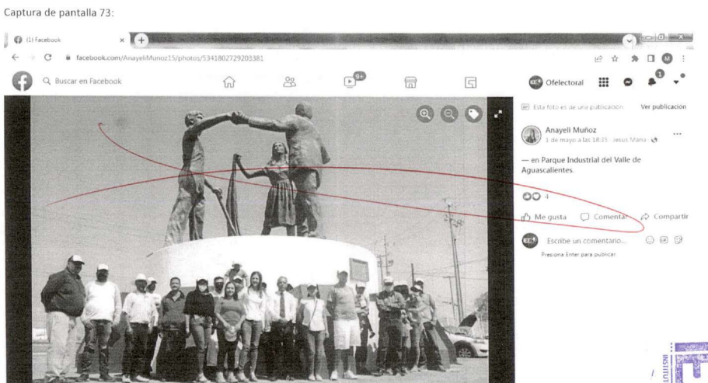 Captura de pantalla 73:
(1) Facebook
facebook.com/AnayeliMunoz15/photos/5341802729203381
Buscar en Facebook
9+
Ofelectoral
1
M
Esta foto es de una publicación
Ver publicación
Anayeli Muñoz
1 de mayo a las 18:25 · Jesús María ·
— en Parque Industrial del Valle de
Aguascalientes.
4
Me gusta
Comentar
Compartir
Escribe un comentario...
Presiona Enter para publicar.
INSTITUT